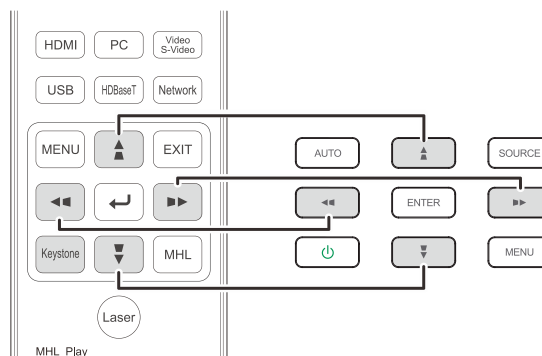 HDMI
PC
Video
S-Video
USB
HDBaseT
Network
MENU
EXIT
Keystone
MHL
Laser
MHL Play
AUTO
SOURCE
ENTER
MENU